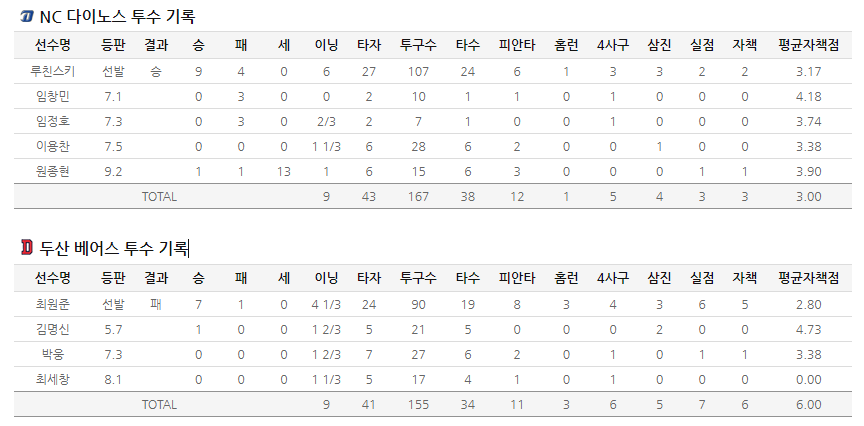 NC 다이노스 투수 기록
선수명 등판 결과 승 패 세 이닝 타자 투구수 타수 피안타 홈런 4사구 삼진 실점 자책 평균자책점
루친스키 선발 승 9 4 0 6 27 107 24 6 1 3 3 2 2 3.17
임창민 7.1 0 3 0 0 2 10 1 1 0 1 0 0 0 4.18
임정호 7.3 0 3 0 2/3 2 7 1 0 0 1 0 0 0 3.74
이용찬 7.5 0 0 0 1 1/3 6 28 6 2 0 0 1 0 0 3.38
원종현 9.2 1 1 13 1 6 15 6 3 0 0 0 1 1 3.90
TOTAL 9 43 167 38 12 1 5 4 3 3 3.00
D 두산 베어스 투수 기록
선수명 등판 결과 승 패 세 이닝 타자 투구수 타수 피안타 홈런 4사구 삼진 실점 자책 평균자책점
최원준 선발 패 7 1 0 4 1/3 24 90 19 8 3 4 3 6 5 2.80
김명신 5.7 1 0 0 1 2/3 5 21 5 0 0 0 2 0 0 4.73
박웅 7.3 0 0 0 1 2/3 7 27 6 2 0 1 0 1 1 3.38
최세창 8.1 0 0 0 1 1/3 5 17 4 1 0 1 0 0 0 0.00
TOTAL 9 41 155 34 11 3 6 5 7 6 6.00